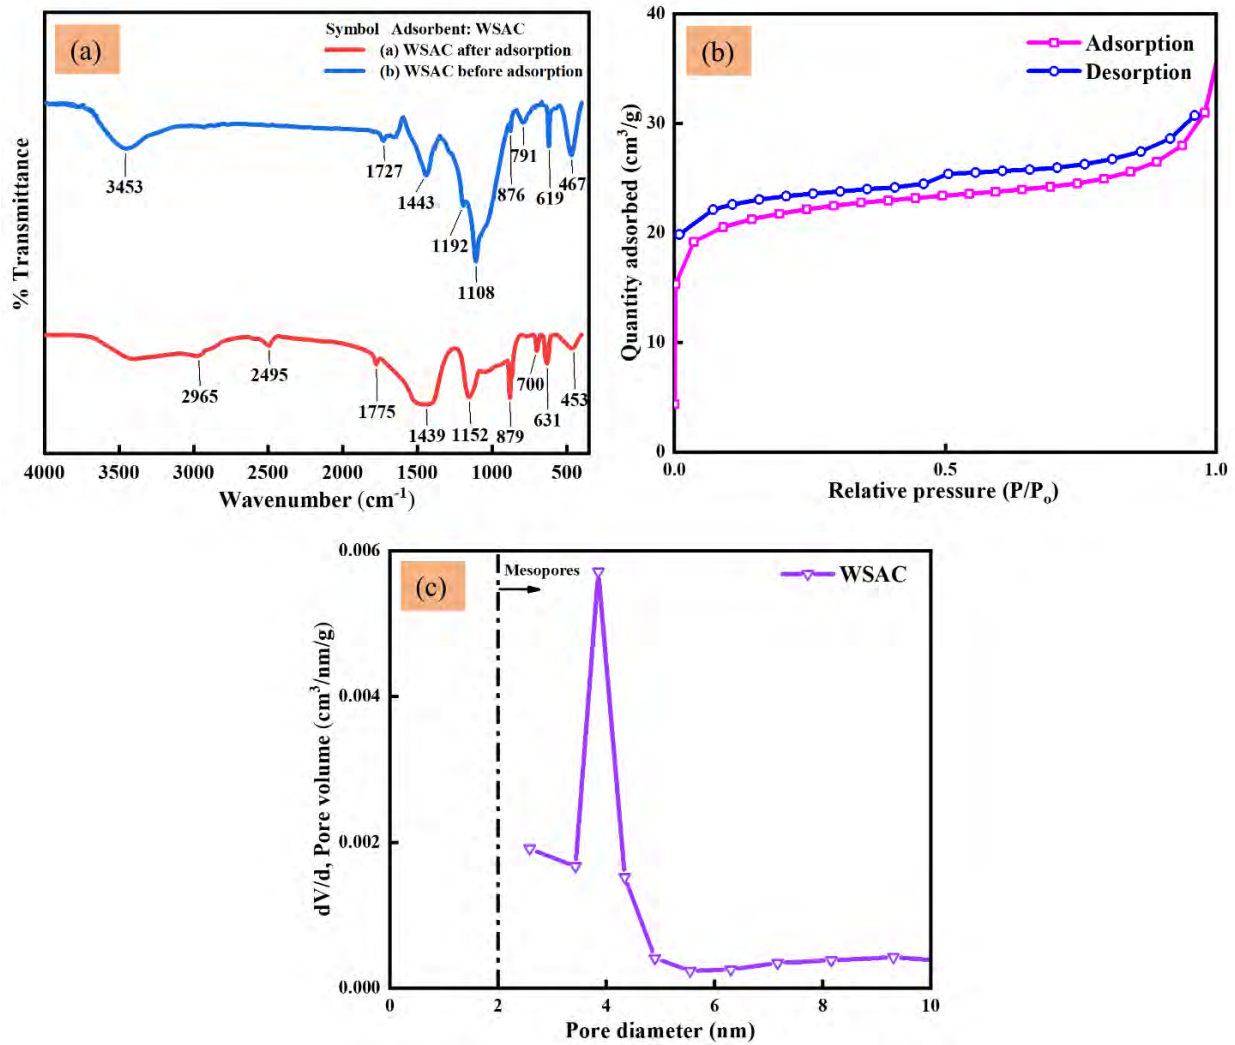 (a)
Symbol Adsorbent: WSAC
(a) WSAC after adsorption
(b) WSAC before adsorption
% Transmittance
3453
1727
1443
1192
1108
876
791
619
467
2965
2495
1775
1439
1152
879
700
631
453
4000 3500 3000 2500 2000 1500 1000 500
Wavenumber (cm⁻¹)
(b)
Adsorption
Desorption
Quantity adsorbed (cm³/g)
40
30
20
10
0
0.0 0.5 1.0
Relative pressure (P/Pₒ)
(c)
Mesopores
WSAC
dV/d, Pore volume (cm³/nm/g)
0.006
0.004
0.002
0.000
0 2 4 6 8 10
Pore diameter (nm)